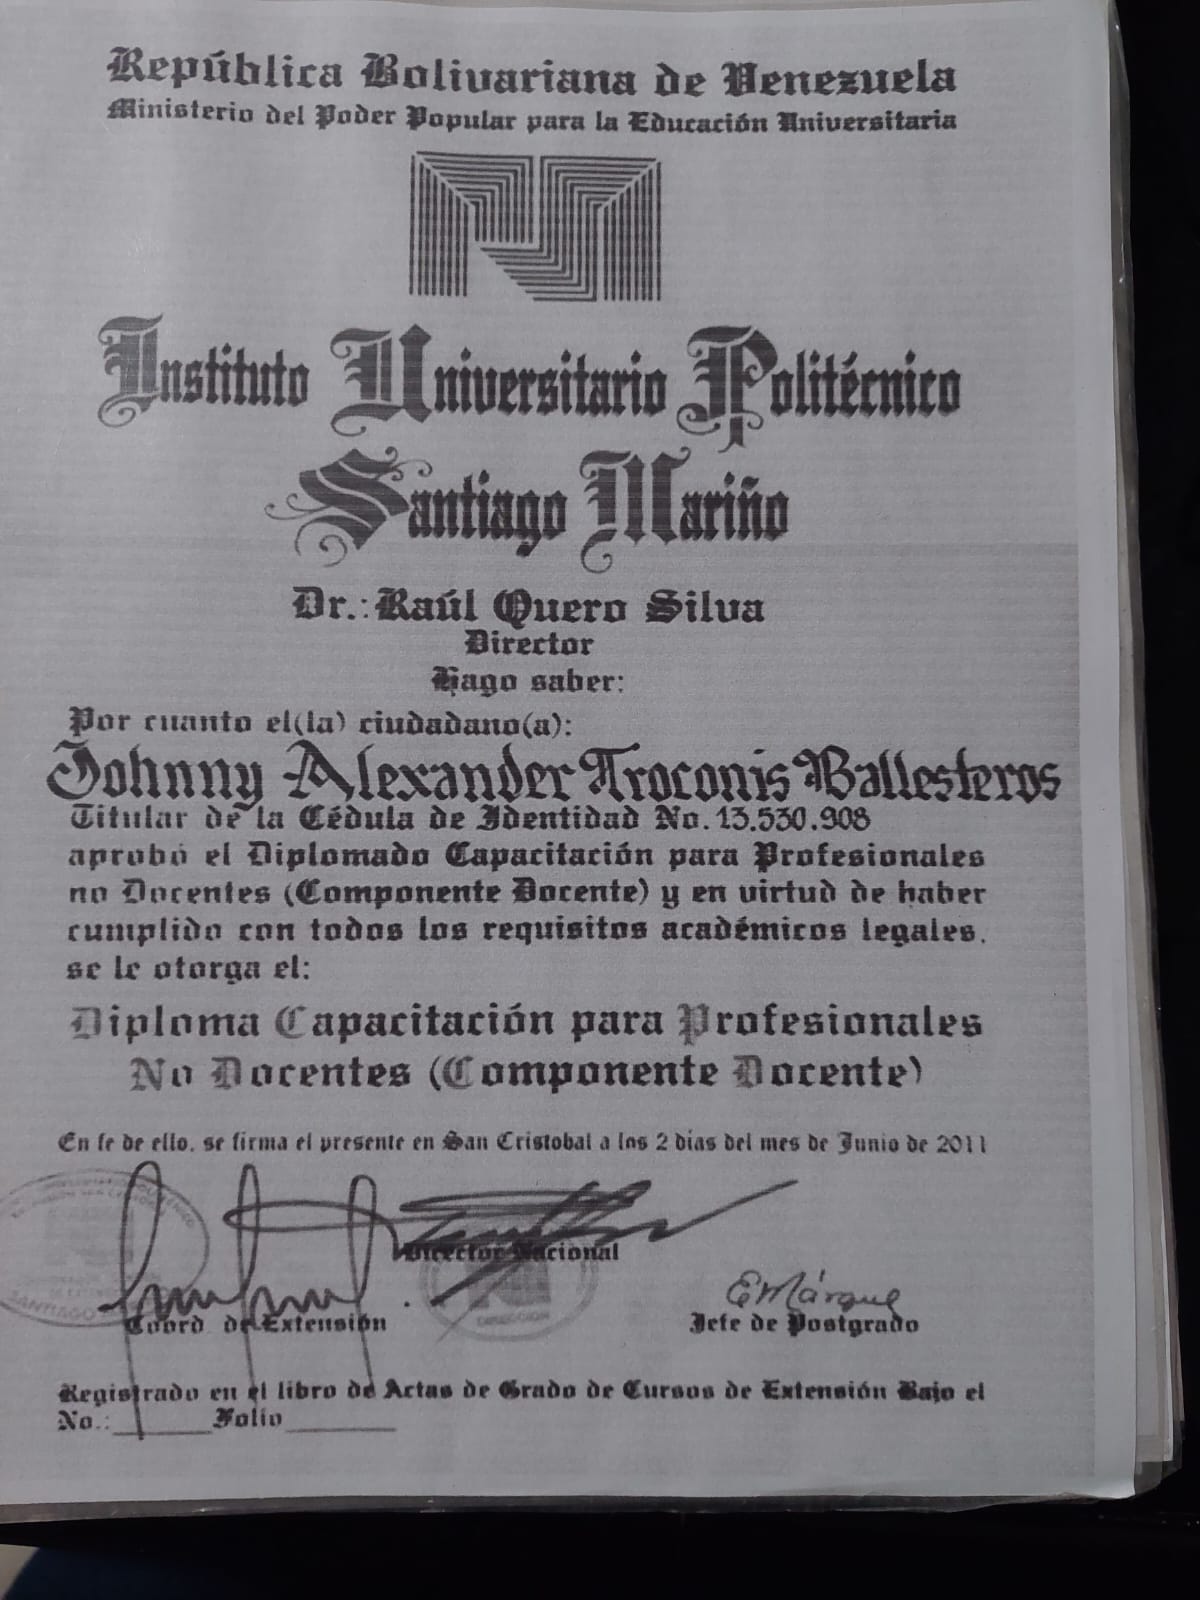 República Bolivariana de Venezuela
Ministerio del Poder Popular para la Educación Universitaria
Instituto Universitario Politécnico
Santiago Mariño
Dr.: Raúl Quero Silva
Director
Hago saber:
Por cuanto el(la) ciudadano(a):
Johnny Alexander Troconis Ballesteros
Titular de la Cédula de Identidad No. 13.530.908
aprobó el Diplomado Capacitación para Profesionales
no Docentes (Componente Docente) y en virtud de haber
cumplido con todos los requisitos académicos legales,
se le otorga el:
Diploma Capacitación para Profesionales
No Docentes (Componente Docente)
En fe de ello, se firma el presente en San Cristobal a los 2 días del mes de Junio de 2011
Director Nacional
EMárquez
Coord de Extensión
Jefe de Postgrado
SANTIAGO
DIRECCION
Registrado en el libro de Actas de Grado de Cursos de Extensión Bajo el
No.:______Folio______